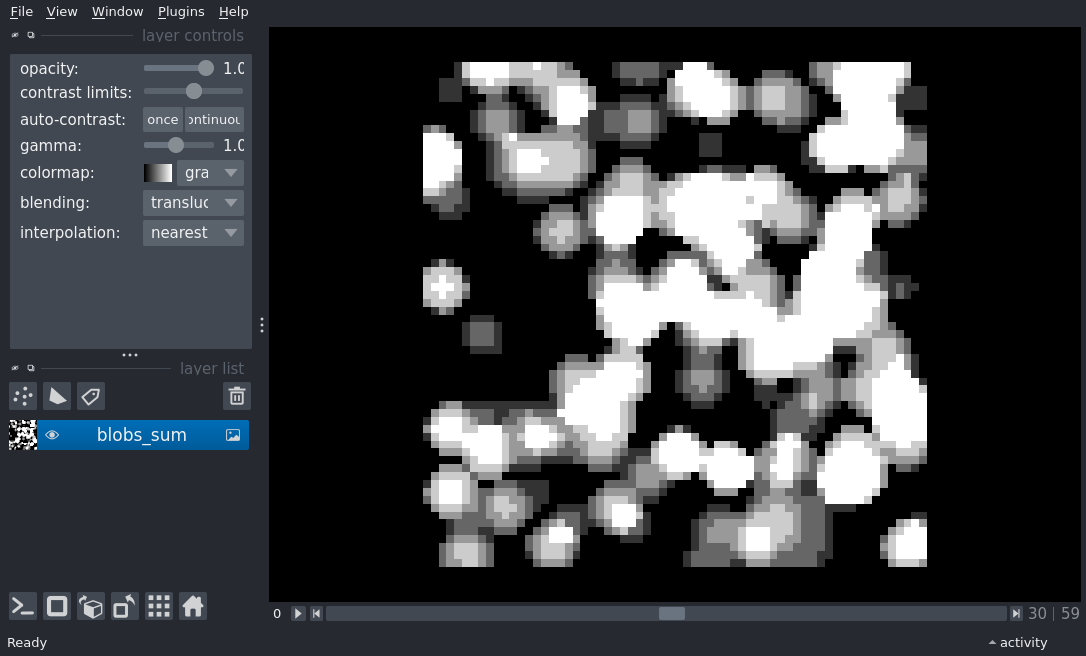 File View Window Plugins Help
layer controls
opacity: 1.0
contrast limits:
auto-contrast: once ontinuou
gamma: 1.0
colormap: gra
blending: transluc
interpolation: nearest
layer list
blobs_sum
0 30 | 59
Ready activity